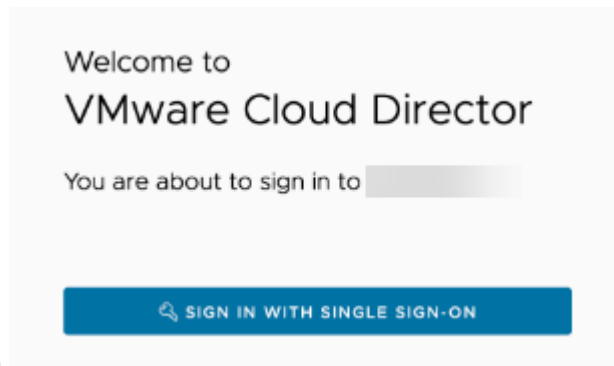 Welcome to
VMware Cloud Director
You are about to sign in to
SIGN IN WITH SINGLE SIGN-ON